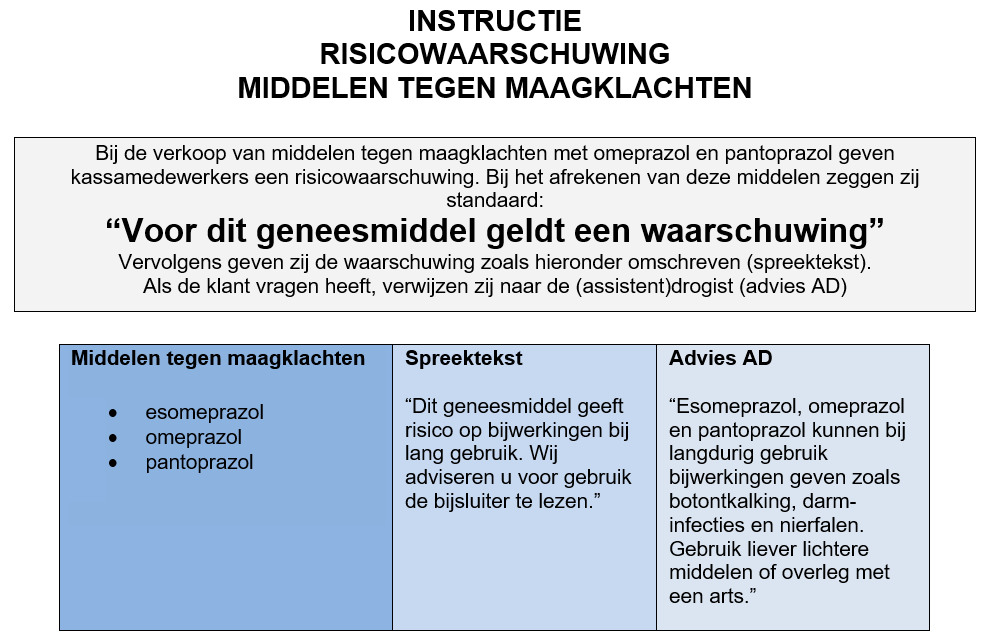 INSTRUCTIE
RISICOWAARSCHUWING
MIDDELEN TEGEN MAAGKLACHTEN
Bij de verkoop van middelen tegen maagklachten met omeprazol en pantoprazol geven
kassamedewerkers een risicowaarschuwing. Bij het afrekenen van deze middelen zeggen zij
standaard:
“Voor dit geneesmiddel geldt een waarschuwing”
Vervolgens geven zij de waarschuwing zoals hieronder omschreven (spreektekst).
Als de klant vragen heeft, verwijzen zij naar de (assistent)drogist (advies AD)
Middelen tegen maagklachten
• esomeprazol
• omeprazol
• pantoprazol
Spreektekst
“Dit geneesmiddel geeft
risico op bijwerkingen bij
lang gebruik. Wij
adviseren u voor gebruik
de bijsluiter te lezen.”
Advies AD
“Esomeprazol, omeprazol
en pantoprazol kunnen bij
langdurig gebruik
bijwerkingen geven zoals
botontkalking, darm-
infecties en nierfalen.
Gebruik liever lichtere
middelen of overleg met
een arts.”